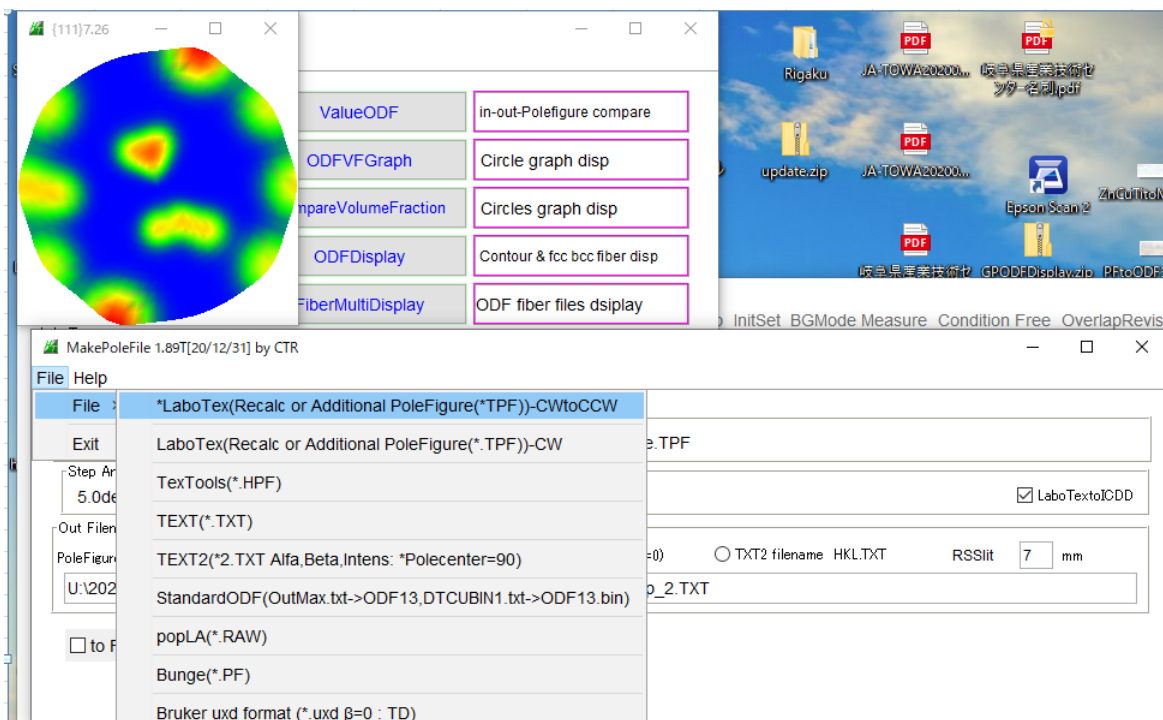 {111}7.26
ValueODF
in-out-Polefigure compare
ODFVFGraph
Circle graph disp
mpareVolumeFraction
Circles graph disp
ODFDisplay
Contour & fcc bcc fiber disp
FiberMultiDisplay
ODF fiber files dsiplay
Rigaku
JA-TOWA20200...
岐阜県産業技術センター名刺.pdf
update.zip
JA-TOWA20200...
Epson Scan 2
ZnCuTitoN
岐阜県産業技術セ
GPODFDisplay.zip
PFtoODF3
InitSet BGMode Measure Condition Free OverlapRevis
MakePoleFile 1.89T[20/12/31] by CTR
File Help
File
Exit
*LaboTex(Recalc or Additional PoleFigure(*TPF))-CWtoCCW
LaboTex(Recalc or Additional PoleFigure(*.TPF))-CW
TexTools(*.HPF)
TEXT(*.TXT)
TEXT2(*2.TXT Alfa,Beta,Intens: *Polecenter=90)
StandardODF(OutMax.txt->ODF13,DTCUBIN1.txt->ODF13.bin)
popLA(*.RAW)
Bunge(*.PF)
Bruker uxd format (*.uxd β=0 : TD)
e.TPF
Step An
5.0de
LaboTextoICDD
Out Filen
PoleFigure
=0)
TXT2 filename HKL.TXT
RSSlit 7 mm
U:\202
p_2.TXT
to F